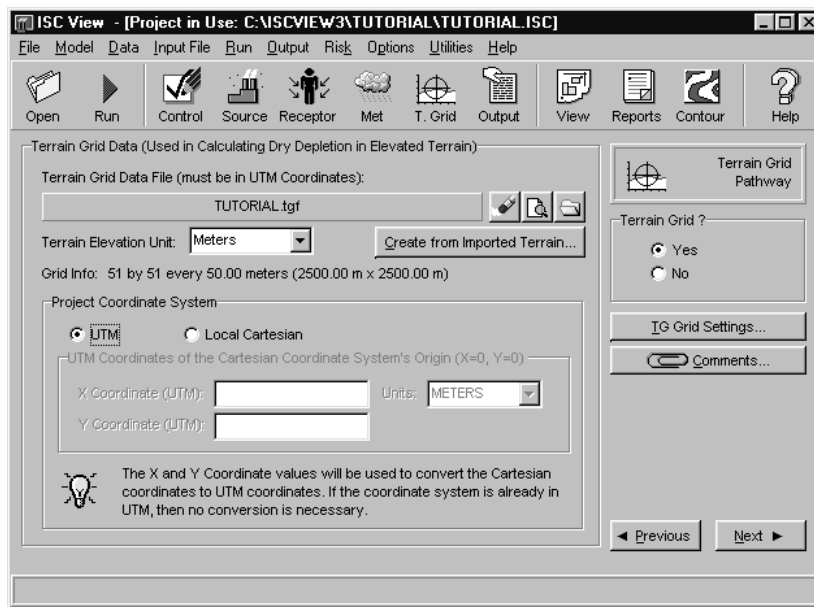 ISC View - [Project in Use: C:\ISCVIEW3\TUTORIAL\TUTORIAL.ISC]
File Model Data Input File Run Output Risk Options Utilities Help
Open Run Control Source Receptor Met T. Grid Output View Reports Contour Help
Terrain Grid Data (Used in Calculating Dry Depletion in Elevated Terrain)
Terrain Grid Data File (must be in UTM Coordinates):
TUTORIAL.tgf
Terrain Elevation Unit: Meters Create from Imported Terrain...
Grid Info: 51 by 51 every 50.00 meters (2500.00 m x 2500.00 m)
Project Coordinate System
UTM Local Cartesian
UTM Coordinates of the Cartesian Coordinate System's Origin (X=0, Y=0)
X Coordinate (UTM): Units: METERS
Y Coordinate (UTM):
The X and Y Coordinate values will be used to convert the Cartesian
coordinates to UTM coordinates. If the coordinate system is already in
UTM, then no conversion is necessary.
Terrain Grid
Pathway
Terrain Grid ?
Yes
No
TG Grid Settings...
Comments...
Previous Next